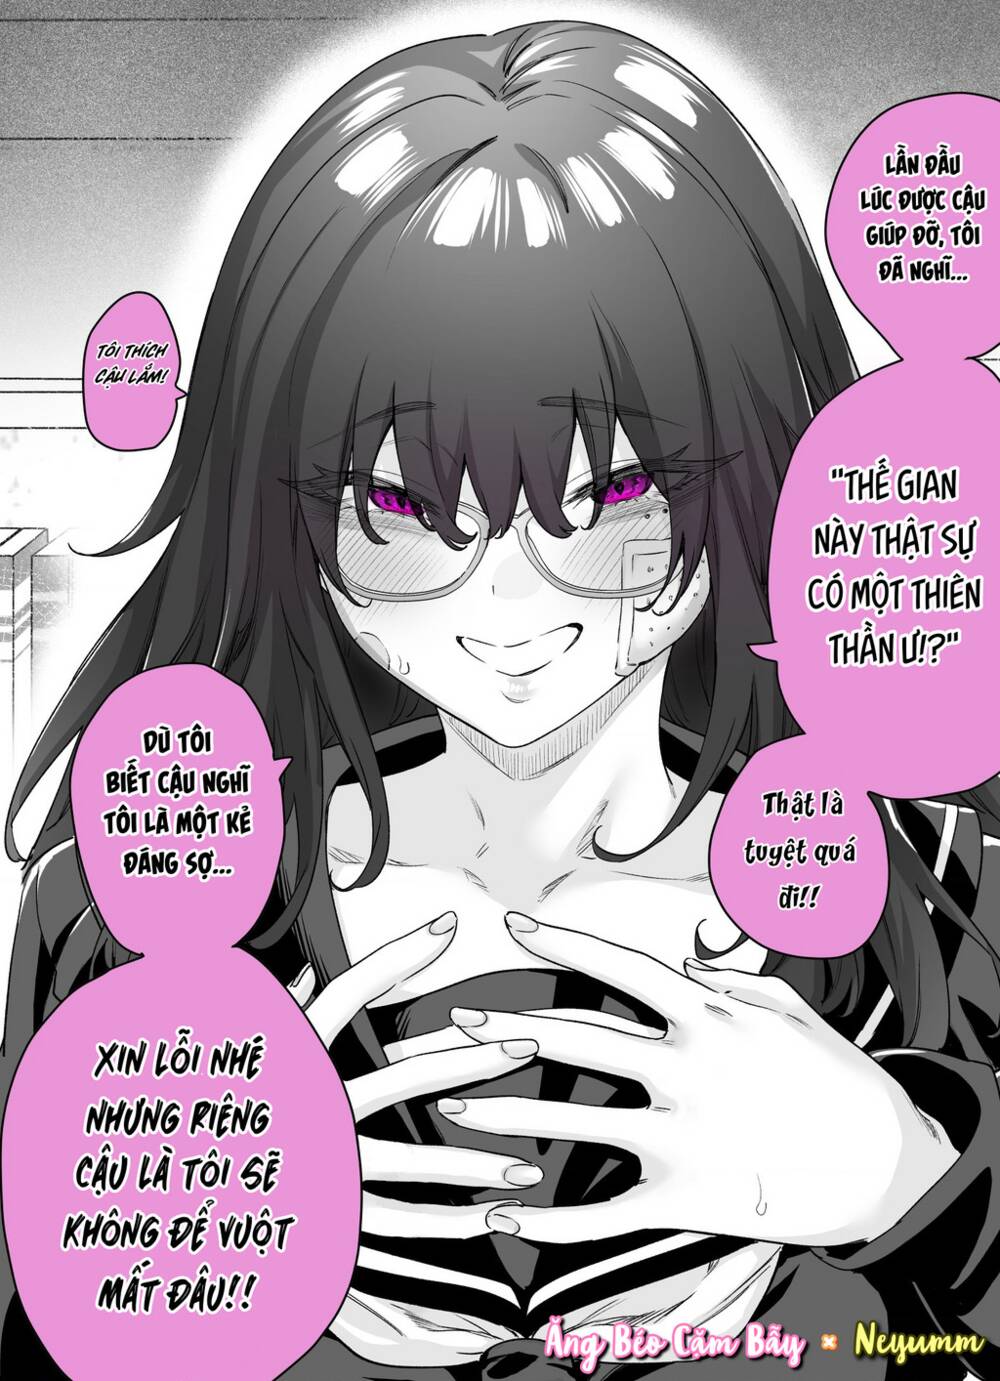 LẦN ĐẦU
LÚC ĐƯỢC CẬU
GIÚP ĐỠ, TÔI
ĐÃ NGHĨ...
"THẾ GIAN
NÀY THẬT SỰ
CÓ MỘT THIÊN
THẦN Ư!?"
Thật là
tuyệt quá
đi!!
TÔI THÍCH
CẬU LẮM!
DÙ TÔI
BIẾT CẬU NGHĨ
TÔI LÀ MỘT KẺ
ĐÁNG SỢ...
XIN LỖI NHÉ
NHƯNG RIÊNG
CẬU LÀ TÔI SẼ
KHÔNG ĐỂ VUỘT
MẤT ĐÂU!!
Ăng Béo Cặm Bẫy × Neyumm